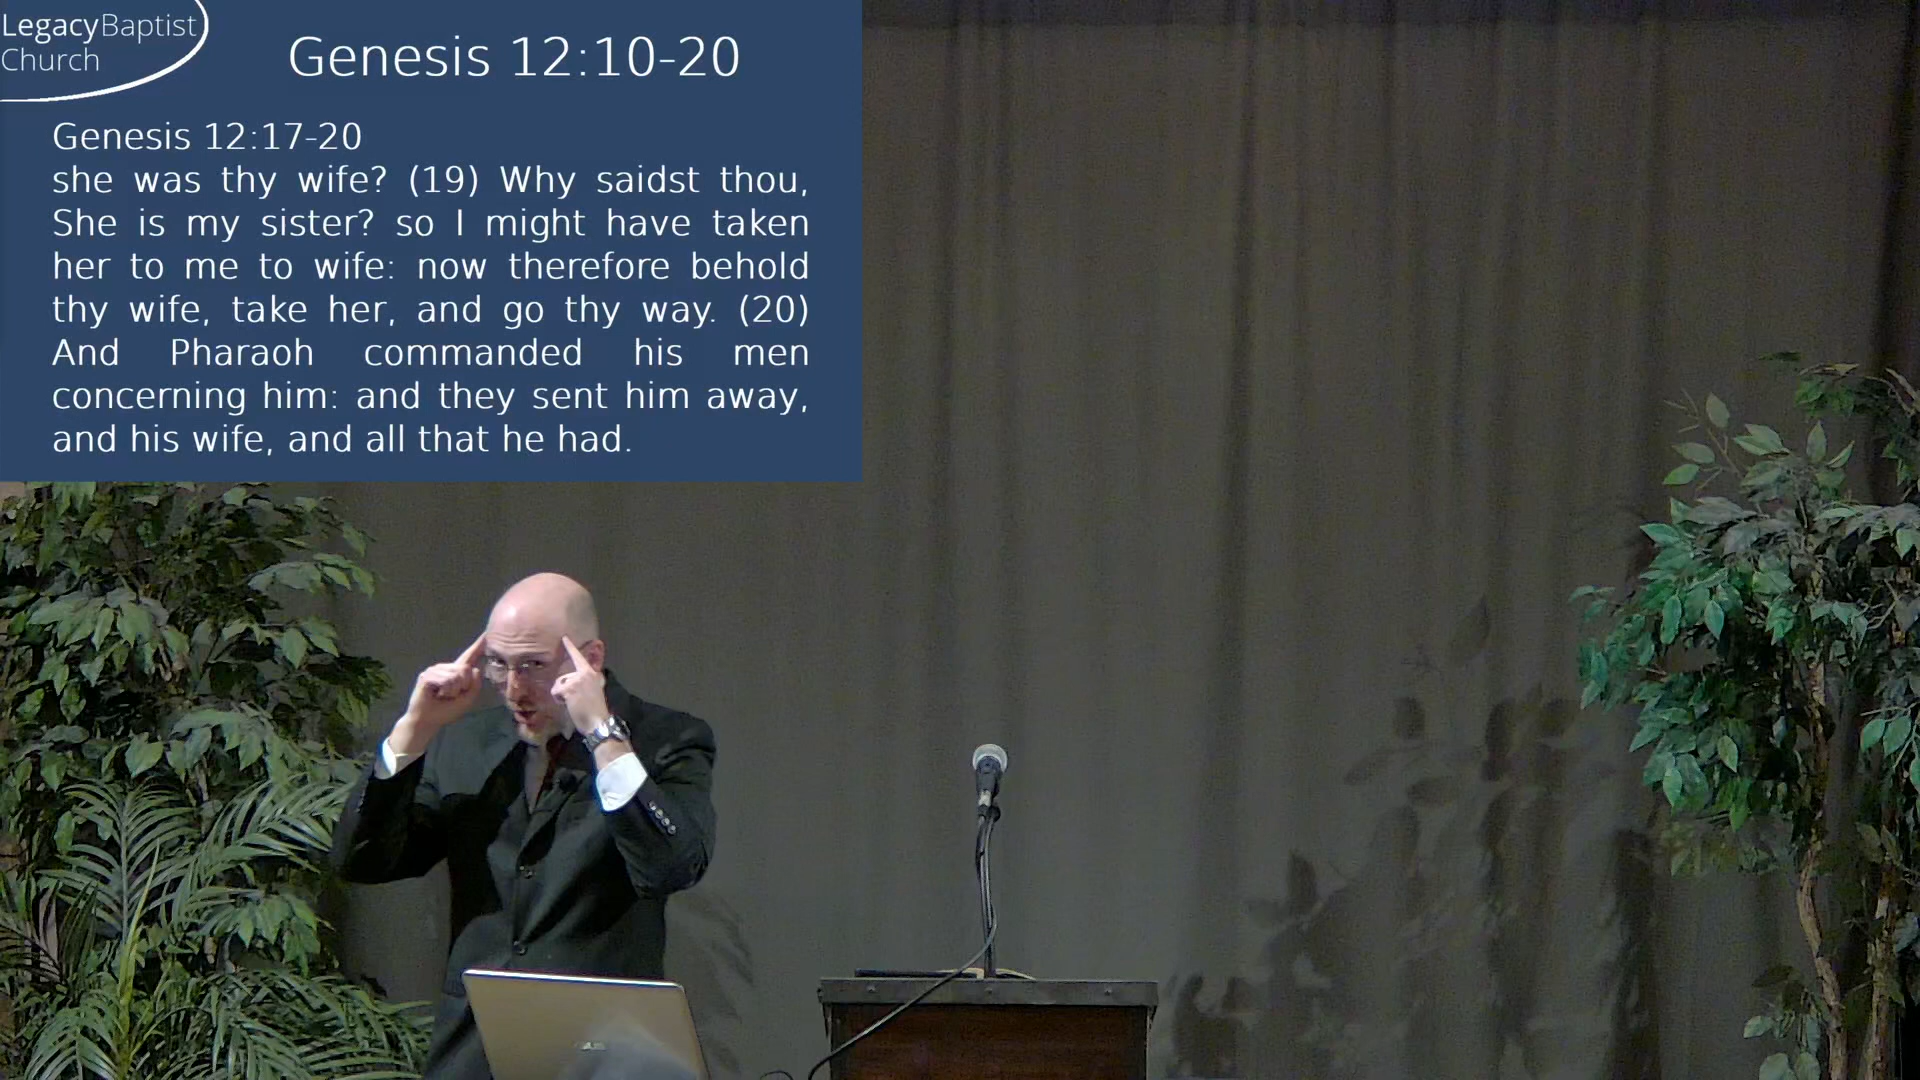 LegacyBaptist
Church
Genesis 12:10-20
Genesis 12:17-20
she was thy wife? (19) Why saidst thou,
She is my sister? so I might have taken
her to me to wife: now therefore behold
thy wife, take her, and go thy way. (20)
And Pharaoh commanded his men
concerning him: and they sent him away,
and his wife, and all that he had.